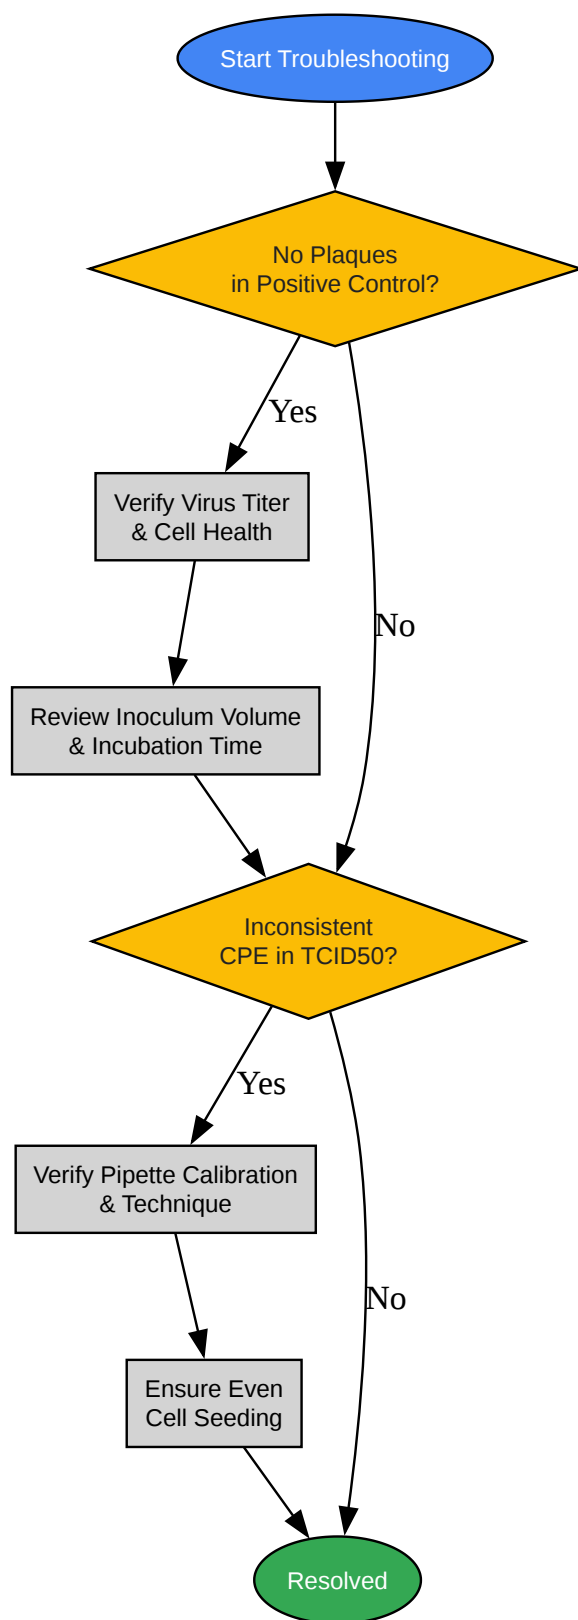 Start Troubleshooting
No Plaques
in Positive Control?
Yes
Verify Virus Titer
& Cell Health
No
Review Inoculum Volume
& Incubation Time
Inconsistent
CPE in TCID50?
Yes
Verify Pipette Calibration
& Technique
No
Ensure Even
Cell Seeding
Resolved